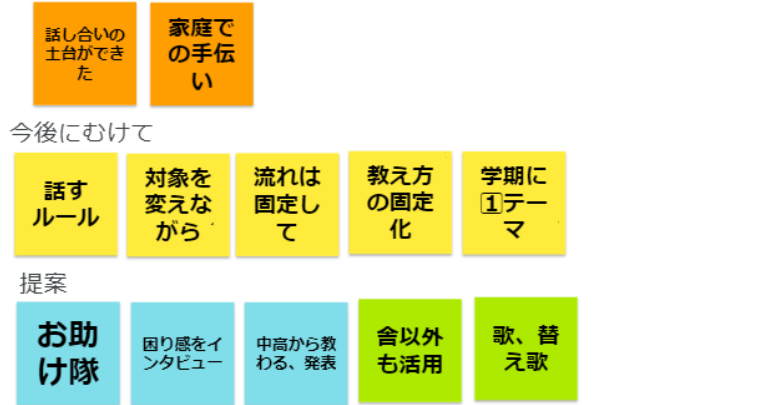 話し合いの
土台ができ
た
家庭で
の手伝
い
今後にむけて
話す
ルール
対象を
変えな
がら
流れは
固定し
て
教え方
の固定
化
学期に
1テー
マ
提案
お助
け隊
困り感をイ
ンタビュー
中高から教
わる、発表
舎以外
も活用
歌、替
え歌